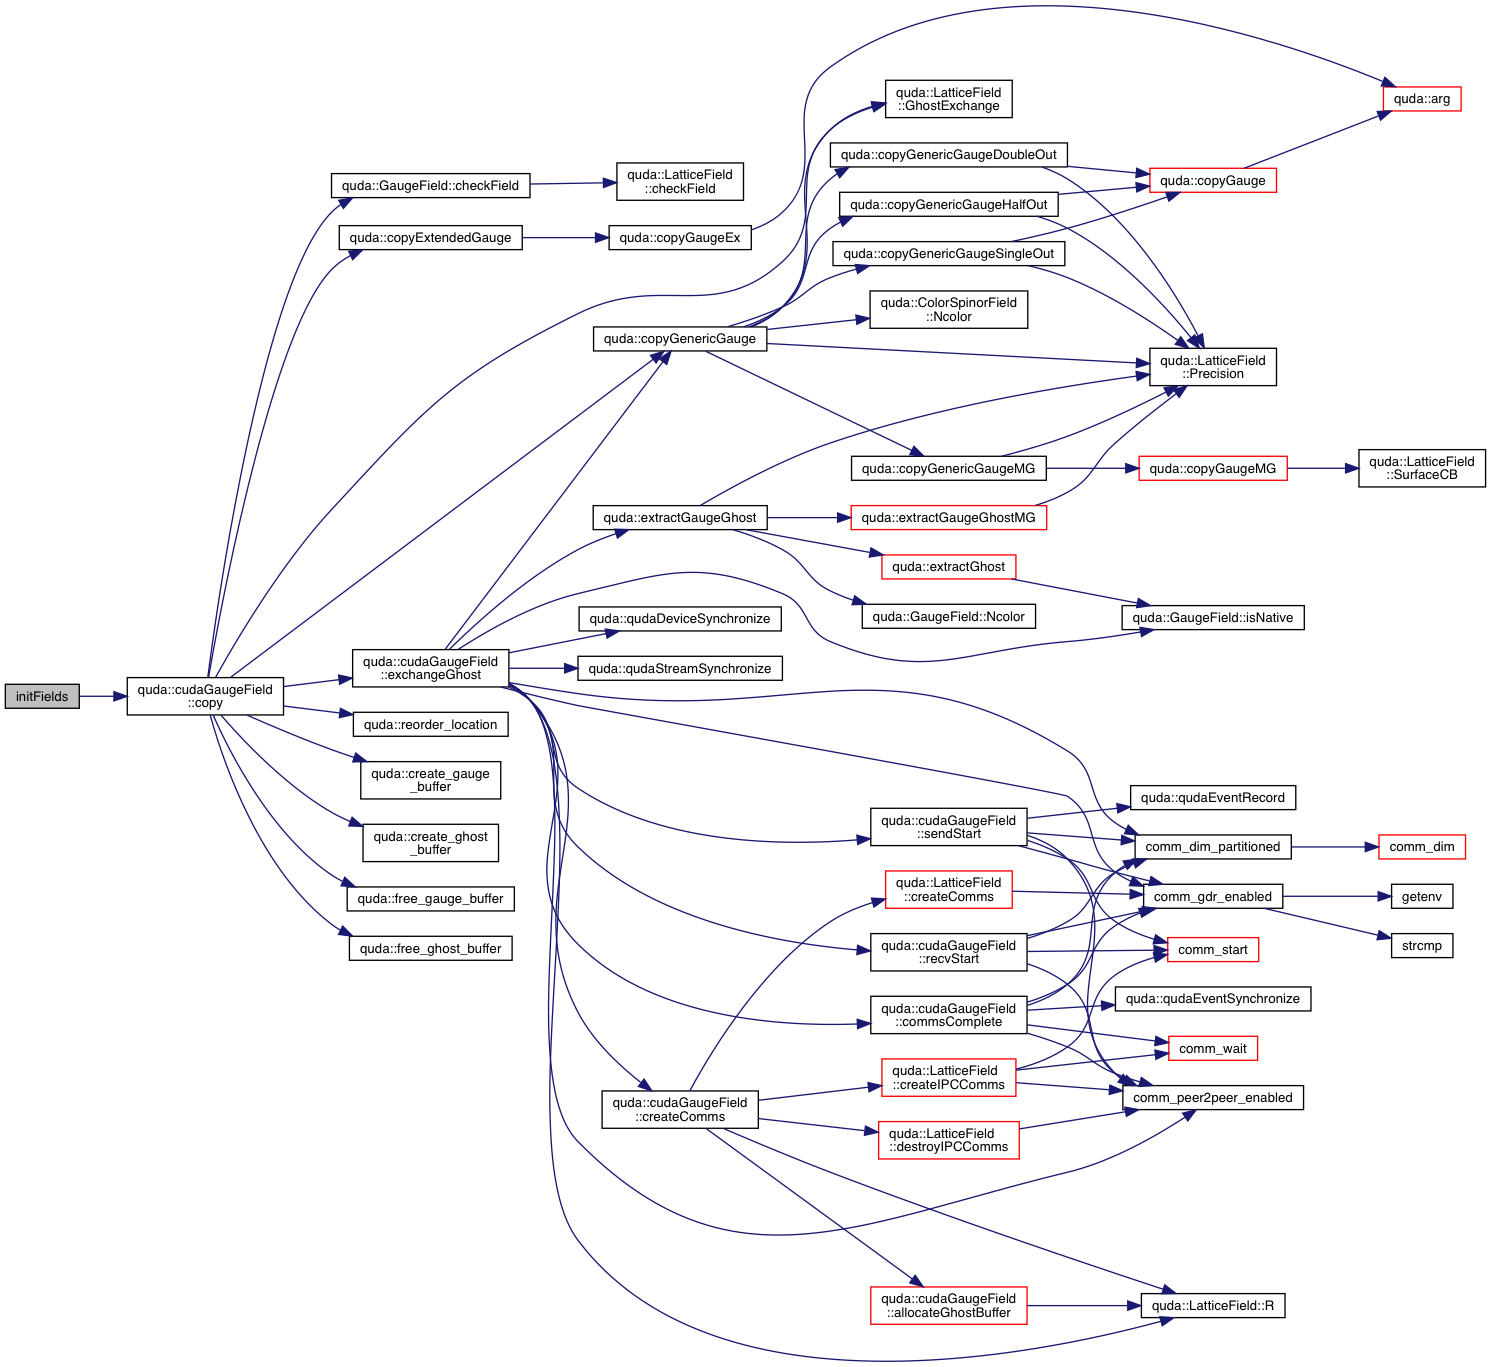 initFields
quda::cudaGaugeField
::copy
quda::GaugeField::checkField
quda::copyExtendedGauge
quda::cudaGaugeField
::exchangeGhost
quda::reorder_location
quda::create_gauge
_buffer
quda::create_ghost
_buffer
quda::free_gauge_buffer
quda::free_ghost_buffer
quda::LatticeField
::checkField
quda::copyGaugeEx
quda::copyGenericGauge
quda::extractGaugeGhost
quda::qudaDeviceSynchronize
quda::qudaStreamSynchronize
quda::cudaGaugeField
::createComms
quda::LatticeField
::GhostExchange
quda::copyGenericGaugeDoubleOut
quda::copyGenericGaugeHalfOut
quda::copyGenericGaugeSingleOut
quda::ColorSpinorField
::Ncolor
quda::copyGenericGaugeMG
quda::extractGaugeGhostMG
quda::extractGhost
quda::GaugeField::Ncolor
quda::cudaGaugeField
::sendStart
quda::LatticeField
::createComms
quda::cudaGaugeField
::recvStart
quda::cudaGaugeField
::commsComplete
quda::LatticeField
::createIPCComms
quda::LatticeField
::destroyIPCComms
quda::cudaGaugeField
::allocateGhostBuffer
quda::copyGauge
quda::LatticeField
::Precision
quda::copyGaugeMG
quda::GaugeField::isNative
quda::qudaEventRecord
comm_dim_partitioned
comm_gdr_enabled
comm_start
quda::qudaEventSynchronize
comm_wait
comm_peer2peer_enabled
quda::LatticeField::R
quda::arg
quda::LatticeField
::SurfaceCB
comm_dim
getenv
strcmp